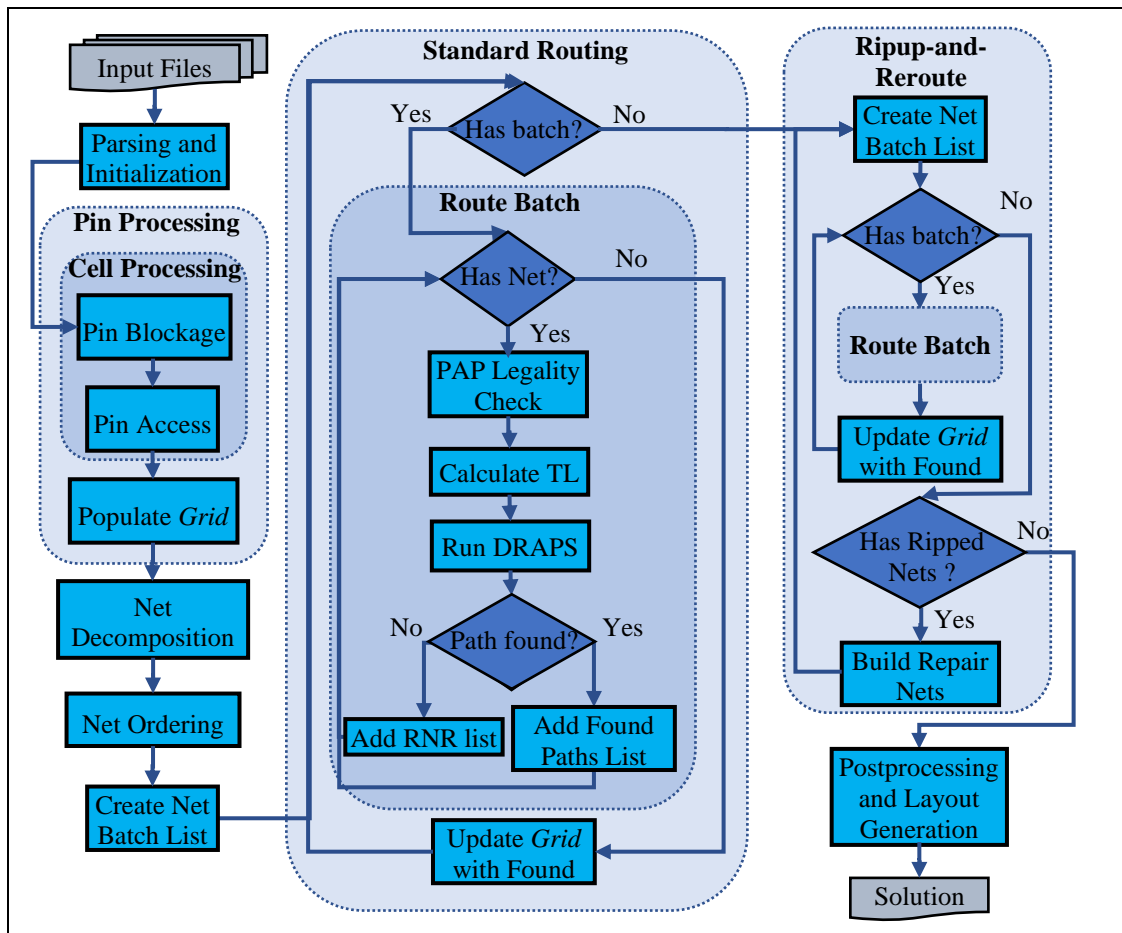 Input Files
Parsing and
Initialization
Pin Processing
Cell Processing
Pin Blockage
Pin Access
Populate Grid
Net
Decomposition
Net Ordering
Create Net
Batch List
Standard Routing
Has batch?
Yes
No
Route Batch
Has Net?
No
Yes
PAP Legality
Check
Calculate TL
Run DRAPS
Path found?
No
Yes
Add RNR list
Add Found
Paths List
Update Grid
with Found
Ripup-and-
Reroute
Create Net
Batch List
Has batch?
No
Yes
Route Batch
Update Grid
with Found
Has Ripped
Nets ?
No
Yes
Build Repair
Nets
Postprocessing
and Layout
Generation
Solution